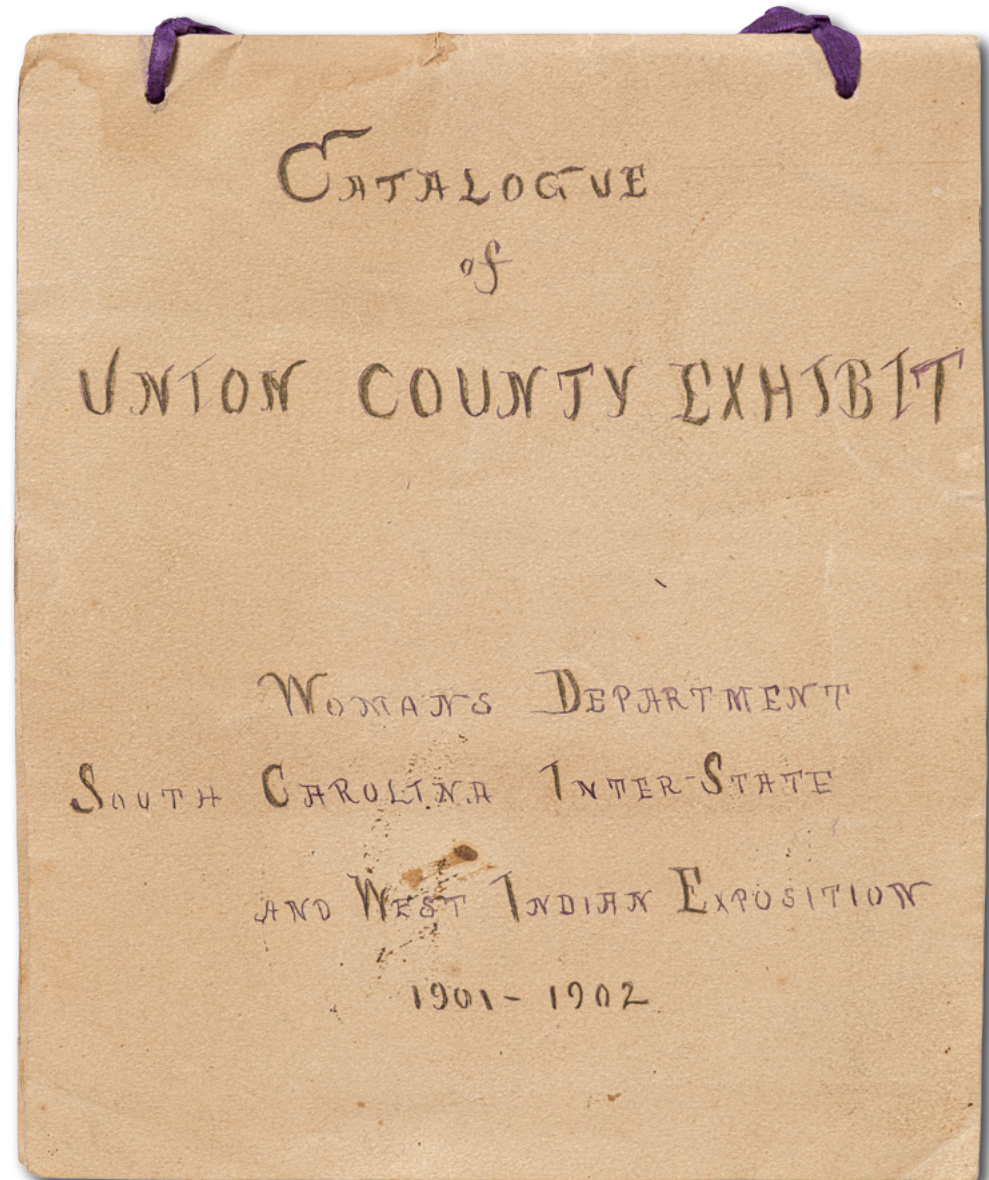 Catalogue
of
UNION COUNTY EXHIBIT
Womans Department
South Carolina Inter-State
and West Indian Exposition
1901-1902